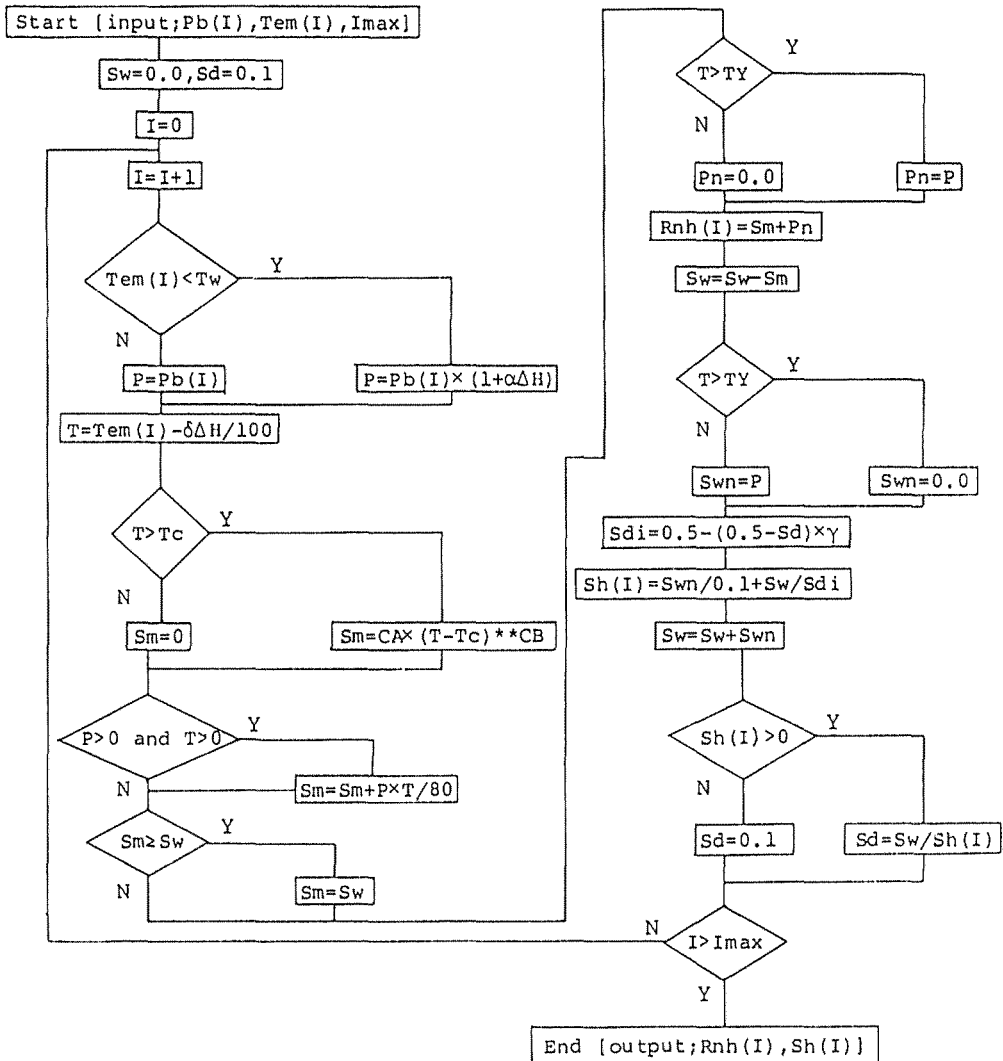 Start [input;Pb(I),Tem(I),Imax]
Sw=0.0,Sd=0.1
I=0
I=I+1
Tem(I)<Tw
Y
N
P=Pb(I)
P=Pb(I)×(1+αΔH)
T=Tem(I)-δΔH/100
T>Tc
Y
N
Sm=0
Sm=CA×(T-Tc)**CB
P>0 and T>0
Y
N
Sm=Sm+P×T/80
Sm≥Sw
Y
N
Sm=Sw
T>TY
Y
N
Pn=0.0
Pn=P
Rnh(I)=Sm+Pn
Sw=Sw-Sm
T>TY
Y
N
Swn=P
Swn=0.0
Sdi=0.5-(0.5-Sd)×γ
Sh(I)=Swn/0.1+Sw/Sdi
Sw=Sw+Swn
Sh(I)>0
Y
N
Sd=0.1
Sd=Sw/Sh(I)
N
I>Imax
Y
End [output;Rnh(I),Sh(I)]